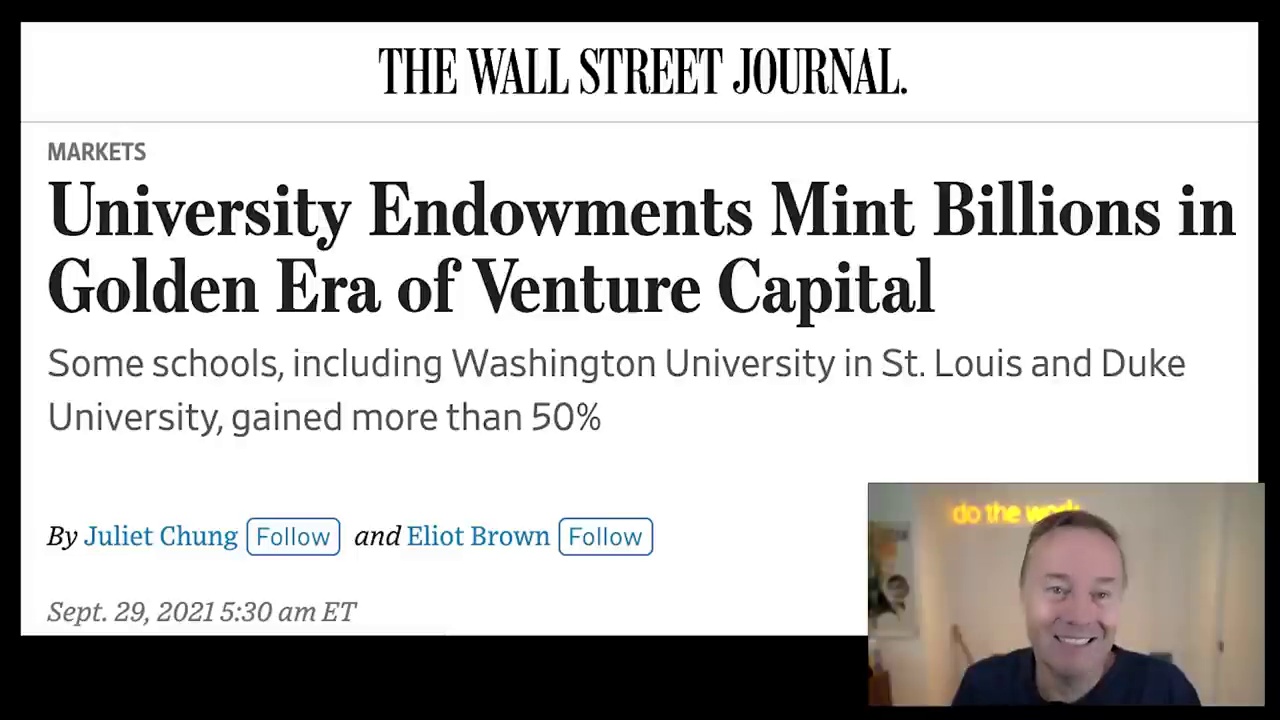 THE WALL STREET JOURNAL.
MARKETS
University Endowments Mint Billions in
Golden Era of Venture Capital
Some schools, including Washington University in St. Louis and Duke
University, gained more than 50%
By Juliet Chung Follow and Eliot Brown Follow
Sept. 29, 2021 5:30 am ET
do the work